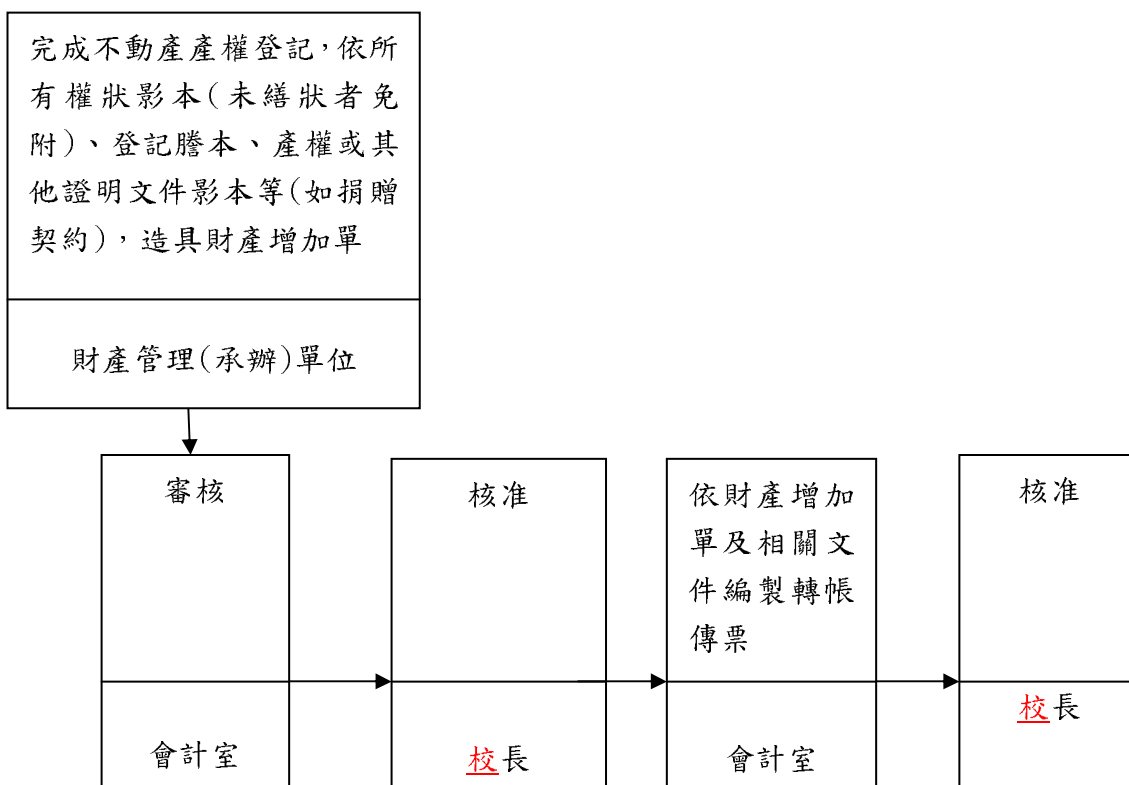 完成不動產產權登記，依所
有權狀影本(未繕狀者免
附)、登記謄本、產權或其
他證明文件影本等(如捐贈
契約)，造具財產增加單
財產管理(承辦)單位
審核
會計室
核准
校長
依財產增加
單及相關文
件編製轉帳
傳票
會計室
核准
校長